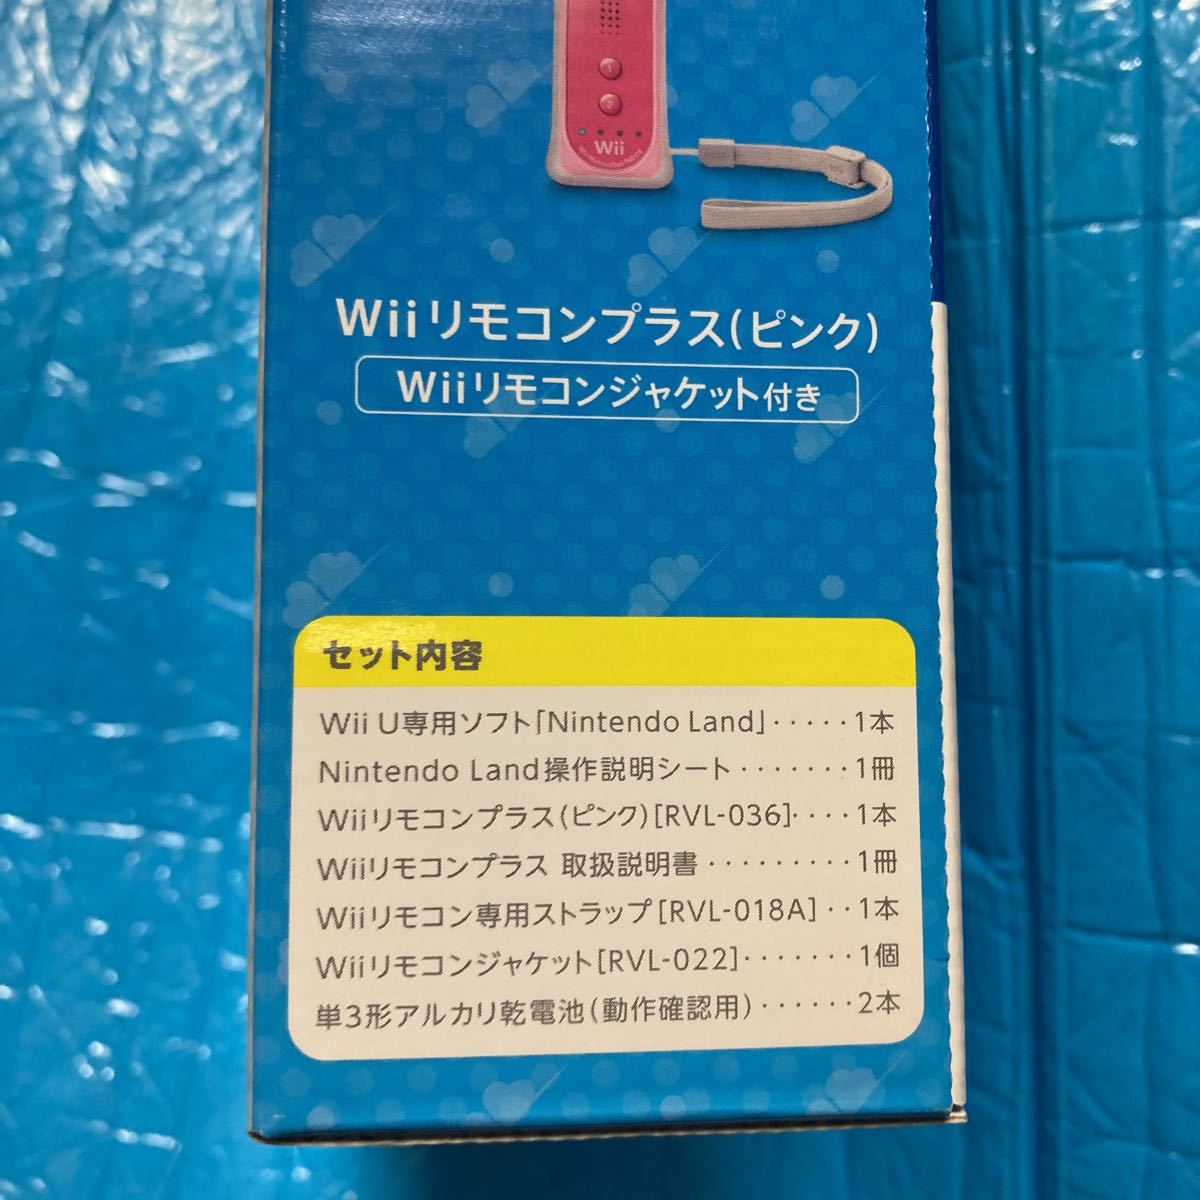 1
2
Wii
Wiiリモコンプラス(ピンク)
Wiiリモコンジャケット付き
セット内容
Wii U専用ソフト「Nintendo Land」・・・・・1本
Nintendo Land操作説明シート・・・・・・・1冊
Wiiリモコンプラス(ピンク)[RVL-036]・・・・1本
Wiiリモコンプラス 取扱説明書・・・・・・・・・1冊
Wiiリモコン専用ストラップ[RVL-018A]・・1本
Wiiリモコンジャケット[RVL-022]・・・・・・・1個
単3形アルカリ乾電池(動作確認用)・・・・・・2本